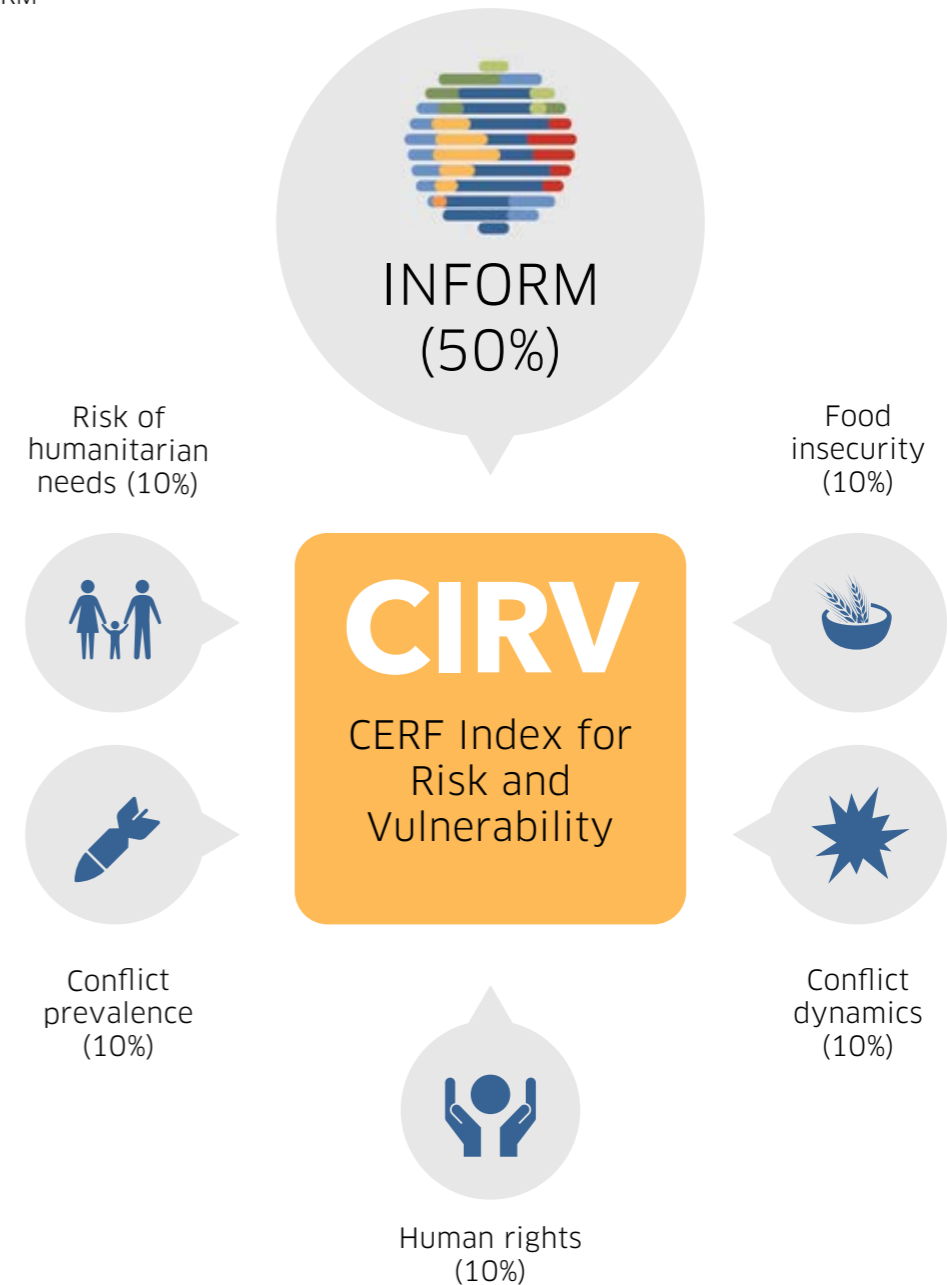 INFORM
(50%)
Risk of
humanitarian
needs (10%)
Food
insecurity
(10%)
CIRV
CERF Index for
Risk and
Vulnerability
Conflict
prevalence
(10%)
Conflict
dynamics
(10%)
Human rights
(10%)